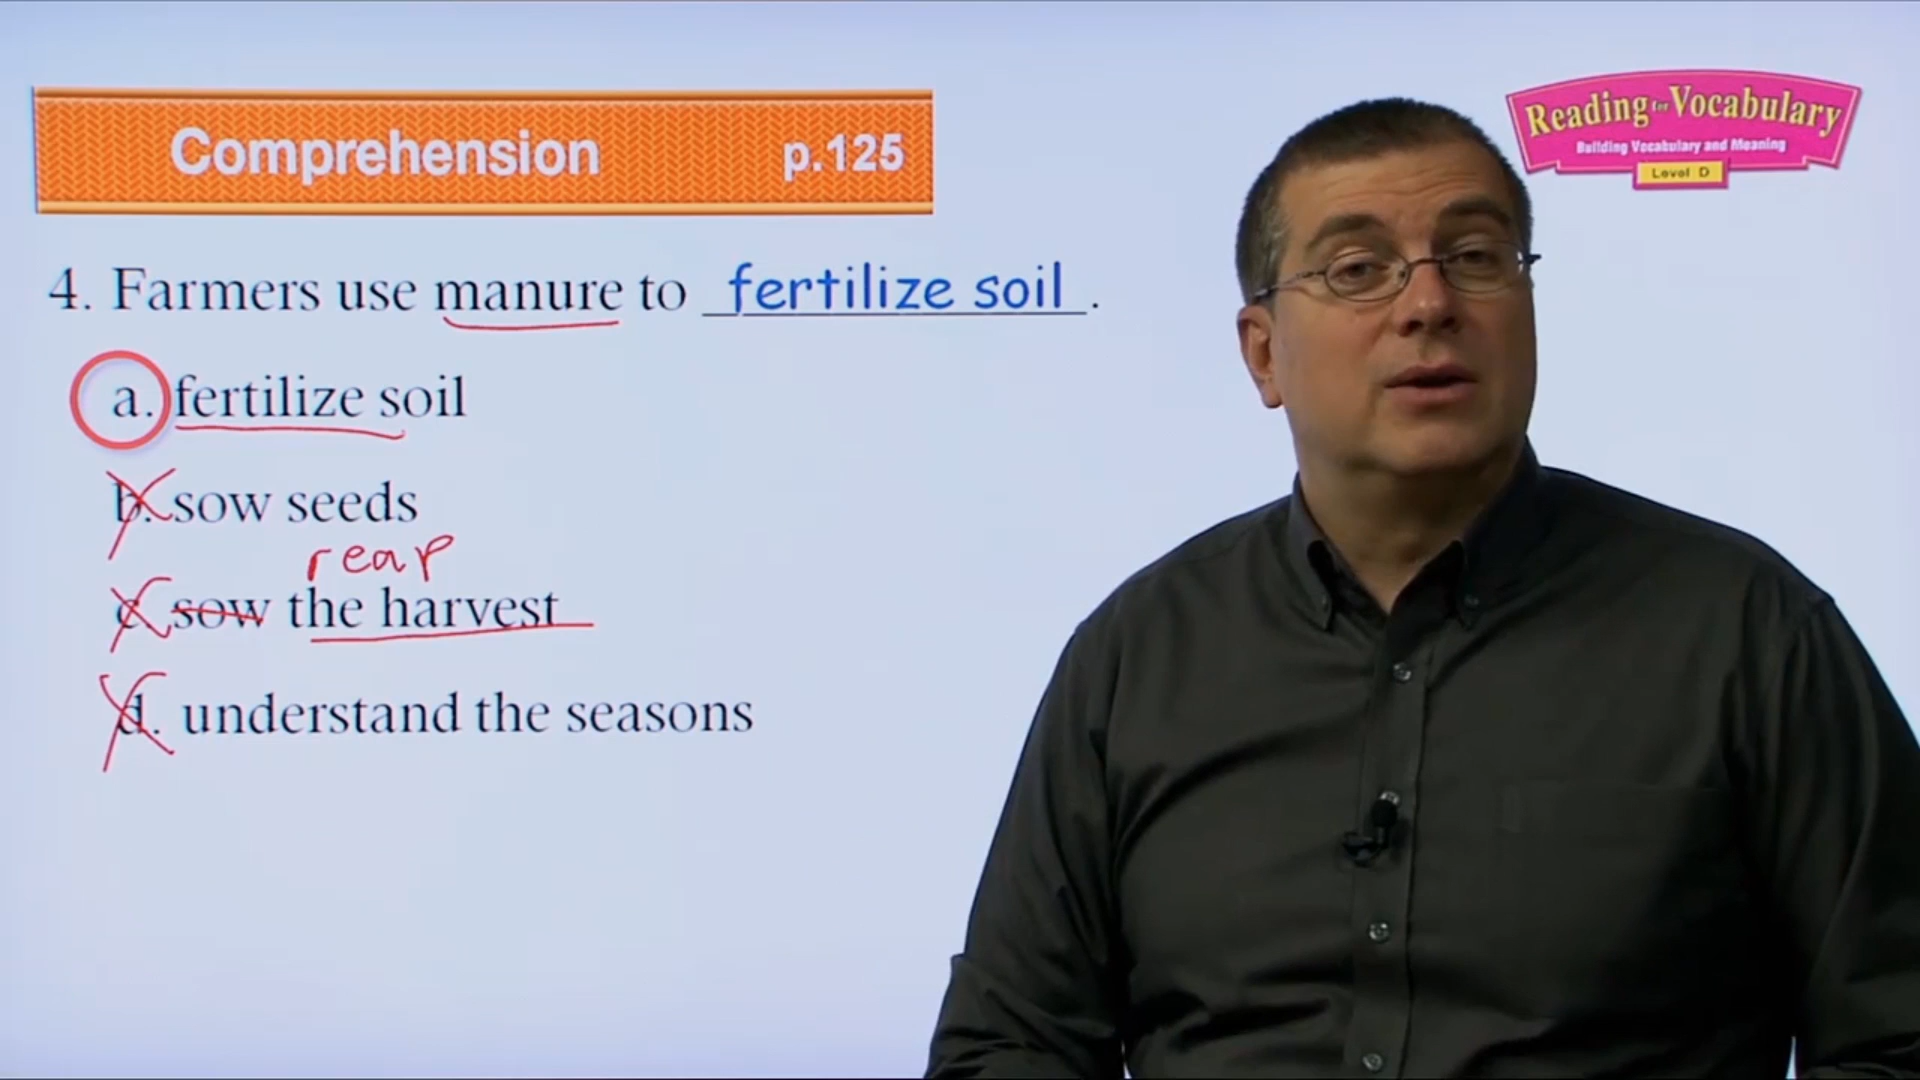 Comprehension p.125
Reading for Vocabulary
Building Vocabulary and Meaning
Level D
4. Farmers use manure to fertilize soil.
a. fertilize soil
b. sow seeds
reap
c. sow the harvest
d. understand the seasons